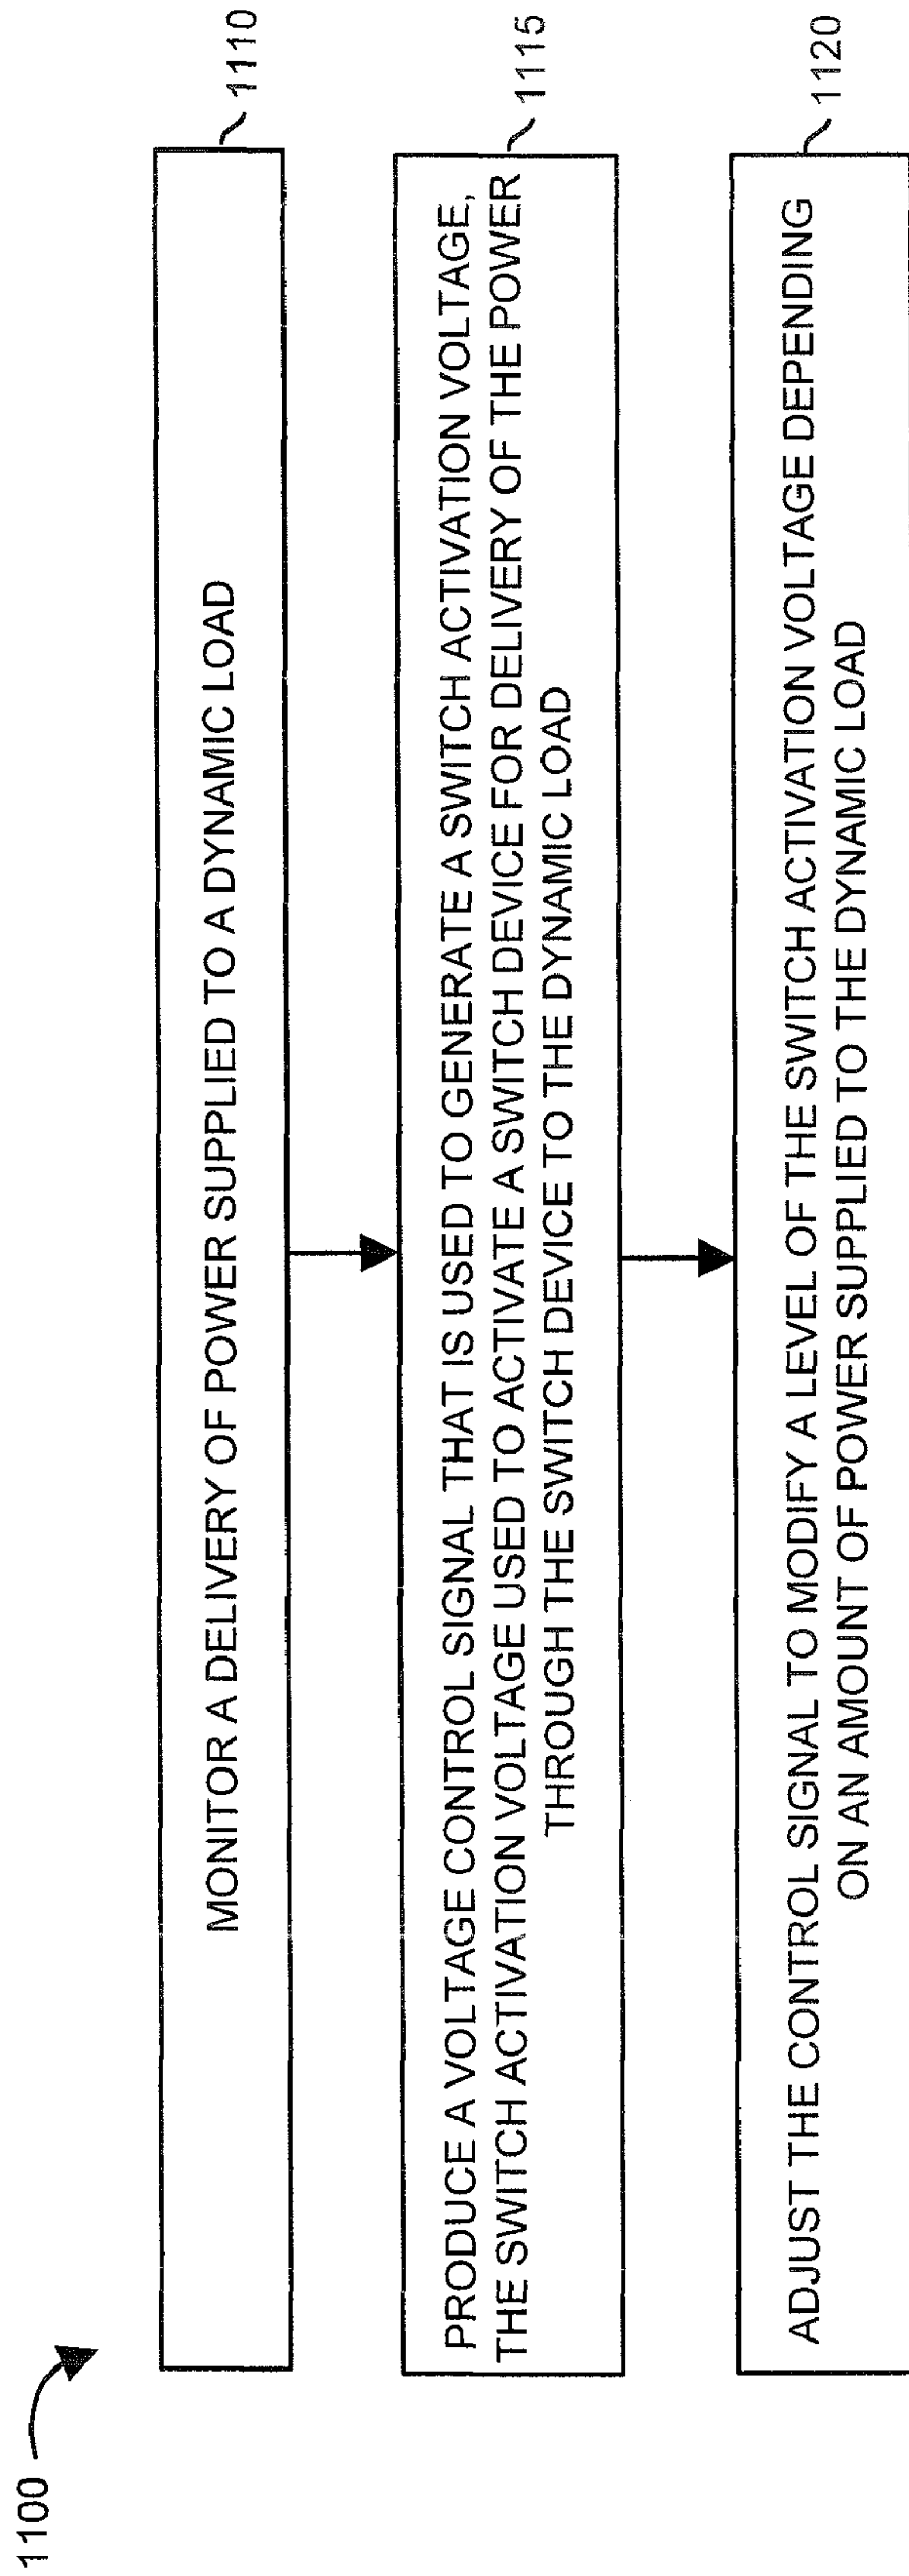 1100
MONITOR A DELIVERY OF POWER SUPPLIED TO A DYNAMIC LOAD
1110
PRODUCE A VOLTAGE CONTROL SIGNAL THAT IS USED TO GENERATE A SWITCH ACTIVATION VOLTAGE,
THE SWITCH ACTIVATION VOLTAGE USED TO ACTIVATE A SWITCH DEVICE FOR DELIVERY OF THE POWER
THROUGH THE SWITCH DEVICE TO THE DYNAMIC LOAD
1115
ADJUST THE CONTROL SIGNAL TO MODIFY A LEVEL OF THE SWITCH ACTIVATION VOLTAGE DEPENDING
ON AN AMOUNT OF POWER SUPPLIED TO THE DYNAMIC LOAD
1120